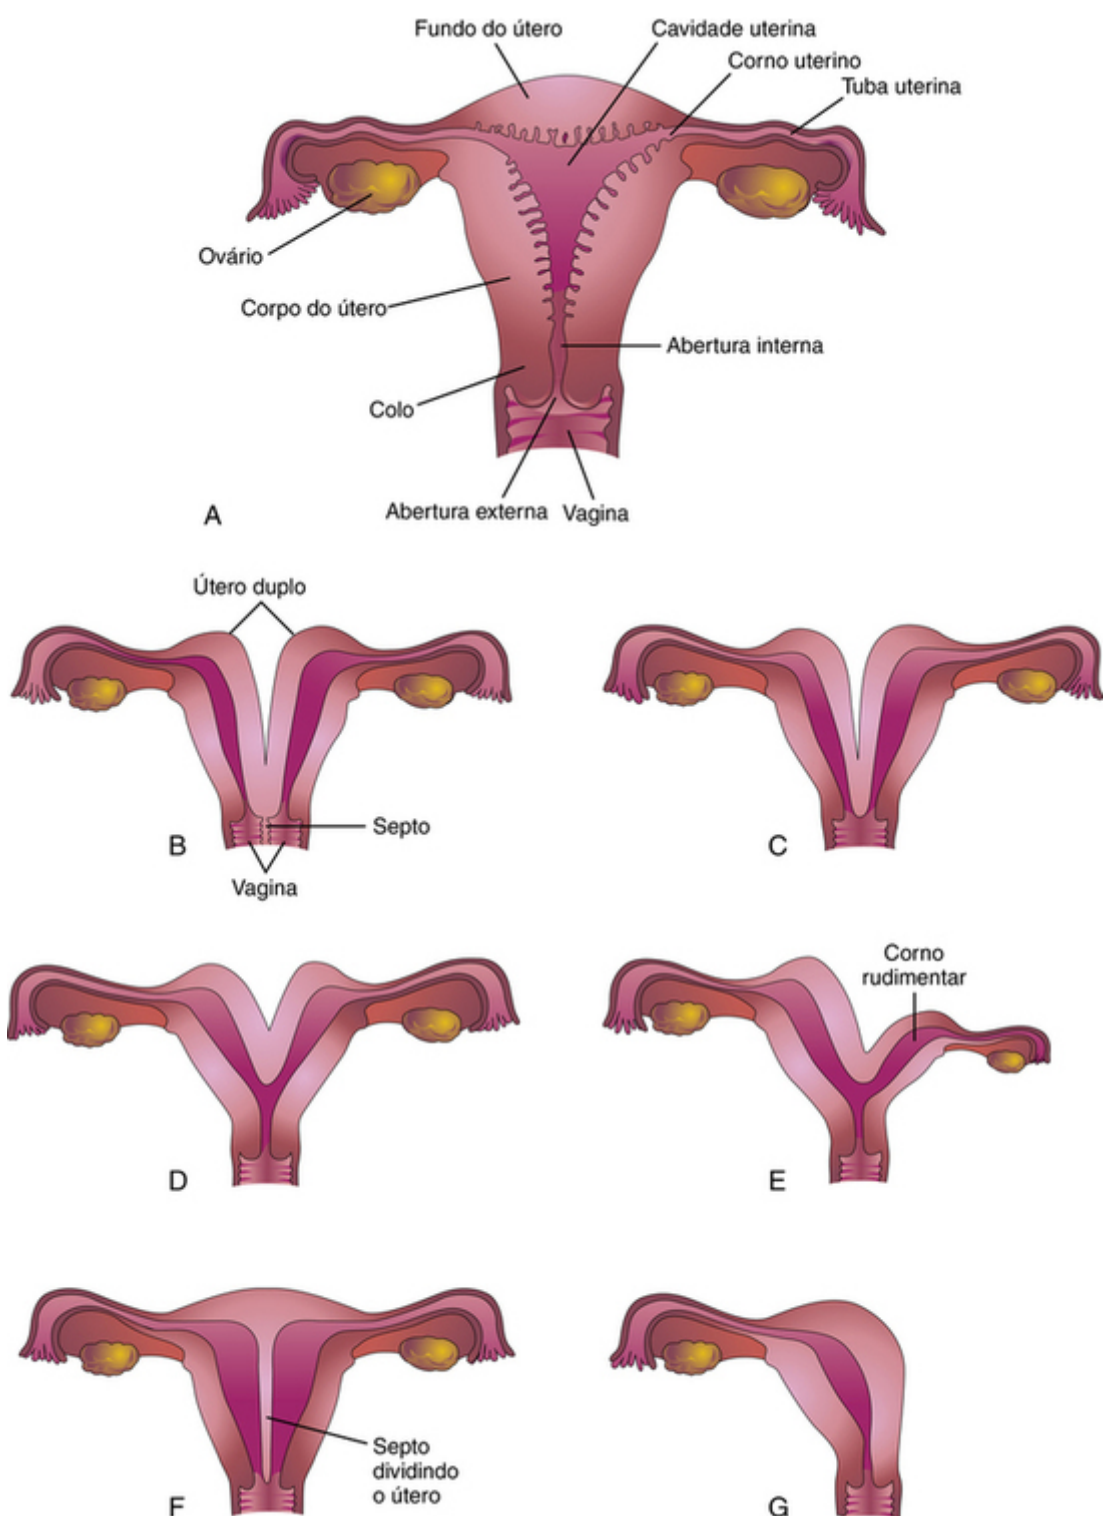 Fundo do útero
Cavidade uterina
Corno uterino
Tuba uterina
Ovário
Corpo do útero
Abertura interna
Colo
Abertura externa
Vagina
A
Útero duplo
Septo
B
Vagina
C
D
Corno
rudimentar
E
Septo
dividindo
o útero
F
G